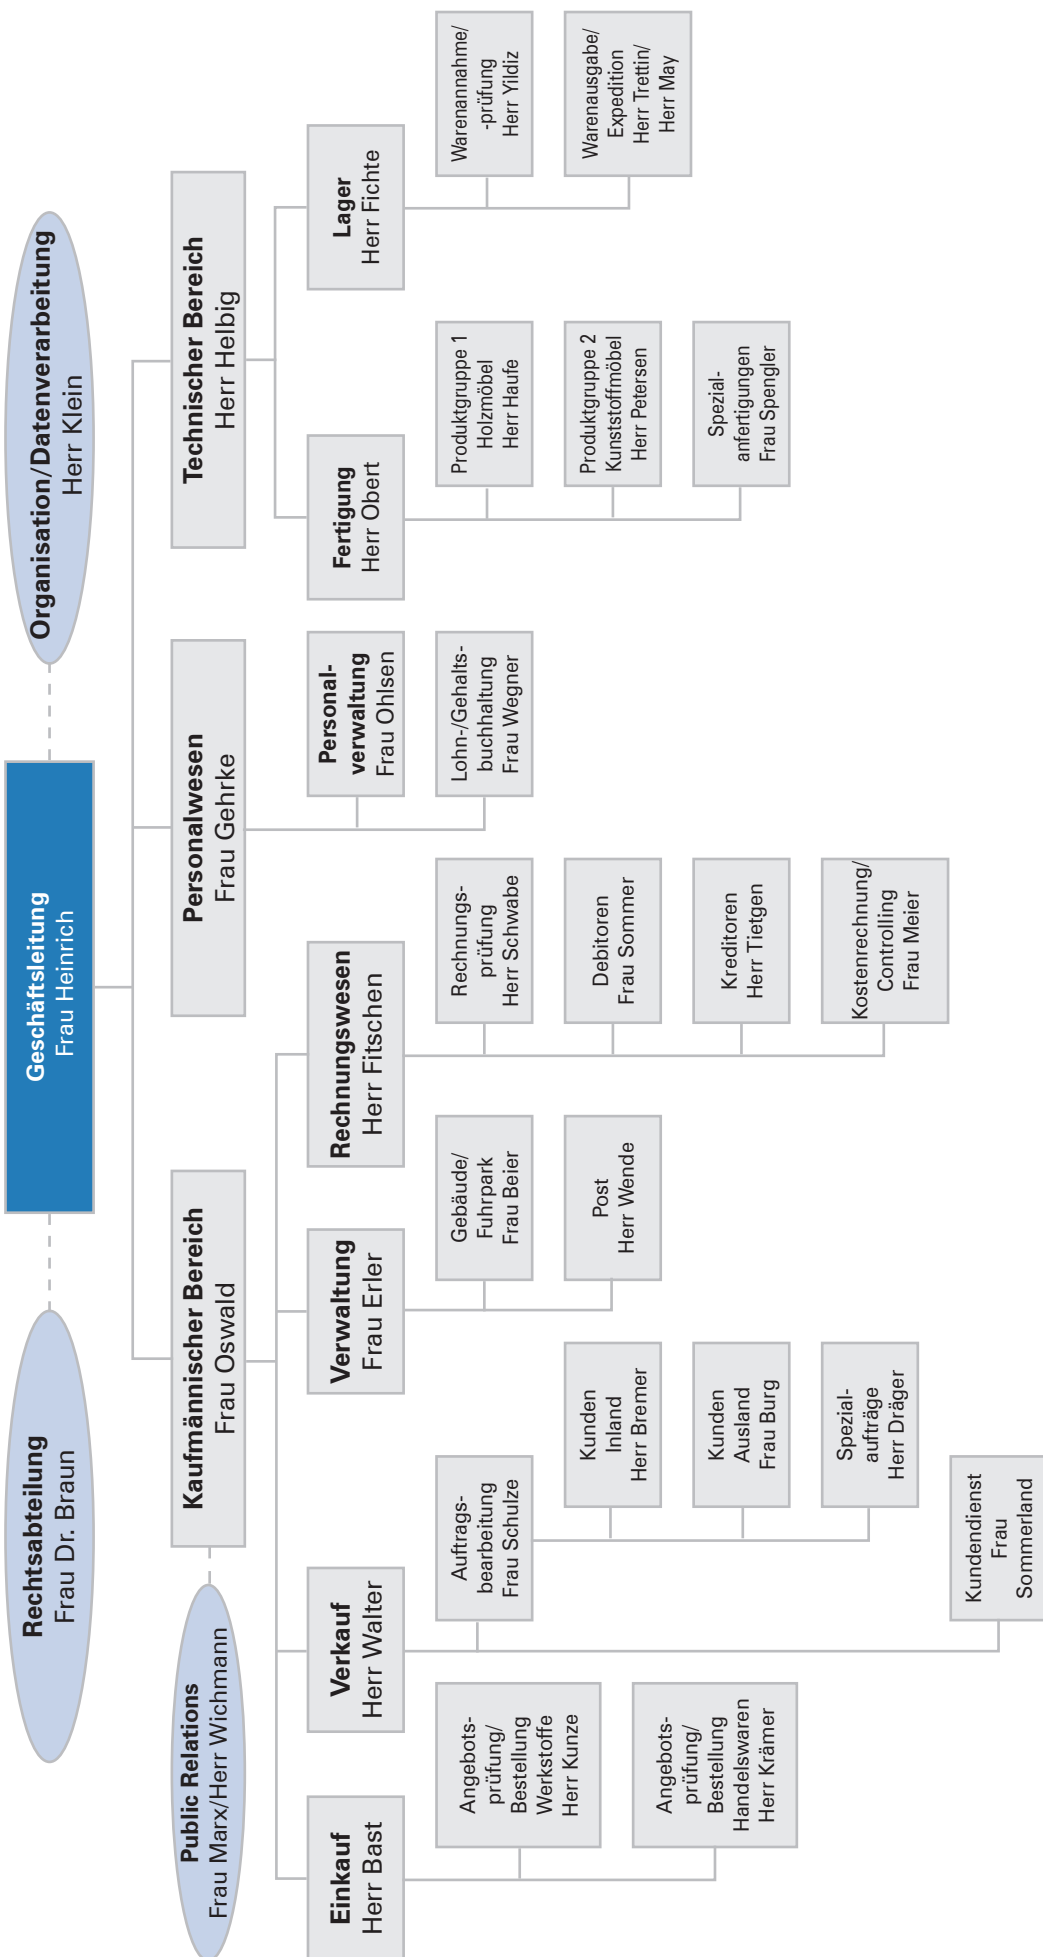 Geschäftsleitung
Frau Heinrich
Rechtsabteilung
Frau Dr. Braun
Organisation/Datenverarbeitung
Herr Klein
Public Relations
Frau Marx/Herr Wichmann
Kaufmännischer Bereich
Frau Oswald
Personalwesen
Frau Gehrke
Technischer Bereich
Herr Helbig
Einkauf
Herr Bast
Angebots-
prüfung/
Bestellung
Werkstoffe
Herr Kunze
Angebots-
prüfung/
Bestellung
Handelswaren
Herr Krämer
Verkauf
Herr Walter
Auftrags-
bearbeitung
Frau Schulze
Kunden
Inland
Herr Bremer
Kunden
Ausland
Frau Burg
Spezial-
aufträge
Herr Dräger
Kundendienst
Frau
Sommerland
Verwaltung
Frau Erler
Gebäude/
Fuhrpark
Frau Beier
Post
Herr Wende
Rechnungswesen
Herr Fitschen
Rechnungs-
prüfung
Herr Schwabe
Debitoren
Frau Sommer
Kreditoren
Herr Tietgen
Kostenrechnung/
Controlling
Frau Meier
Personal-
verwaltung
Frau Ohlsen
Lohn-/Gehalts-
buchhaltung
Frau Wegner
Fertigung
Herr Obert
Produktgruppe 1
Holzmöbel
Herr Haufe
Produktgruppe 2
Kunststoffmöbel
Herr Petersen
Spezial-
anfertigungen
Frau Spengler
Lager
Herr Fichte
Warenannahme/
-prüfung
Herr Yildiz
Warenausgabe/
Expedition
Herr Trettin/
Herr May